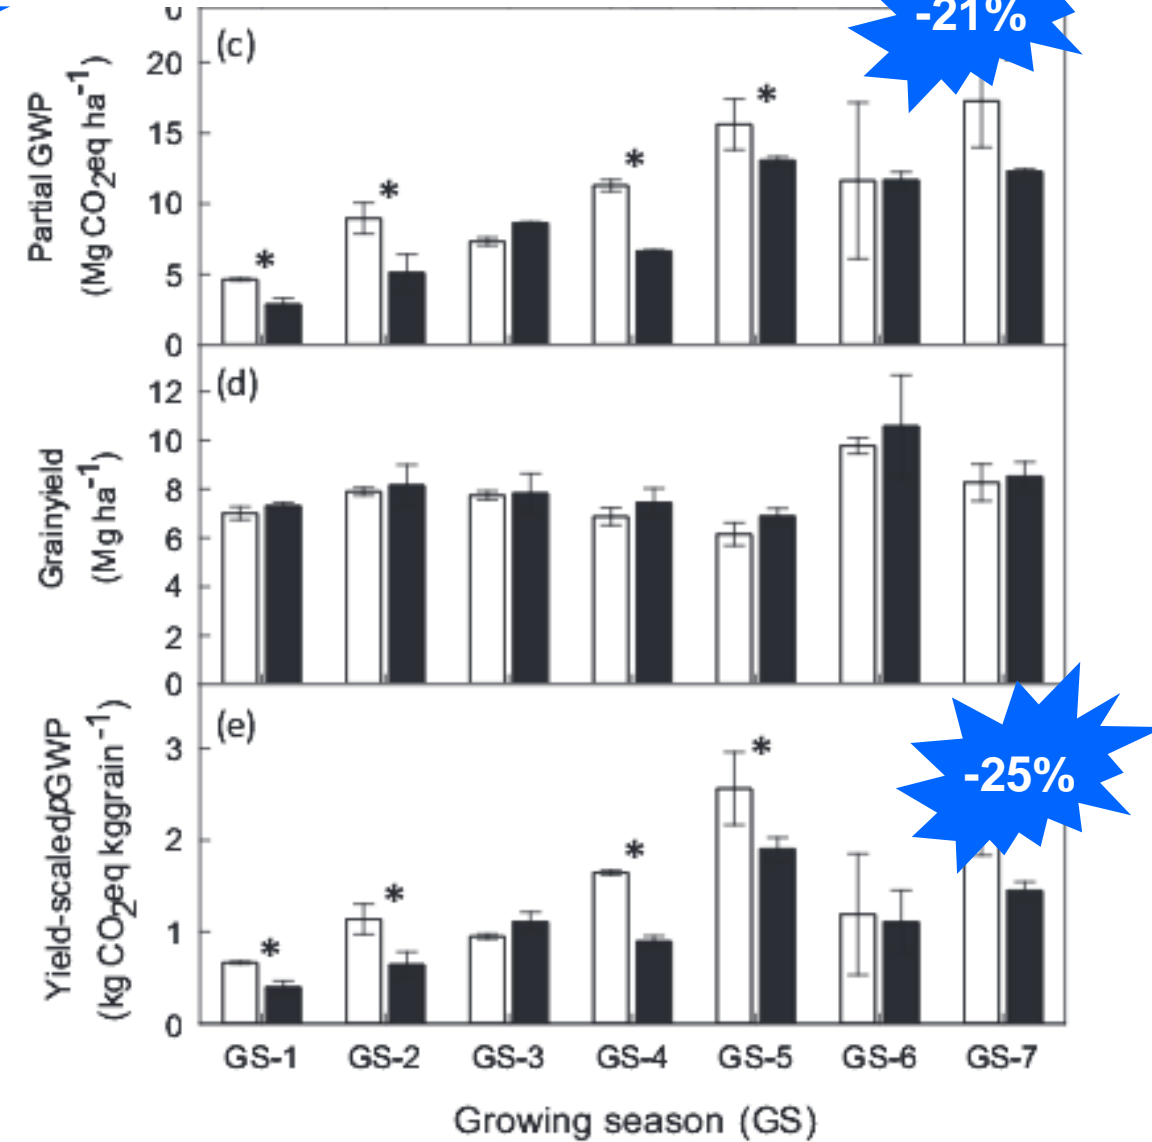 0
-21%
(c)
20
15
10
5
0
Partial GWP
(Mg CO2eq ha−1)
*
*
*
*
(d)
12
10
8
6
4
2
0
Grainyield
(Mg ha−1)
(e)
3
2
1
0
Yield-scaledpGWP
(kg CO2eq kggrain−1)
*
*
*
*
-25%
GS-1 GS-2 GS-3 GS-4 GS-5 GS-6 GS-7
Growing season (GS)